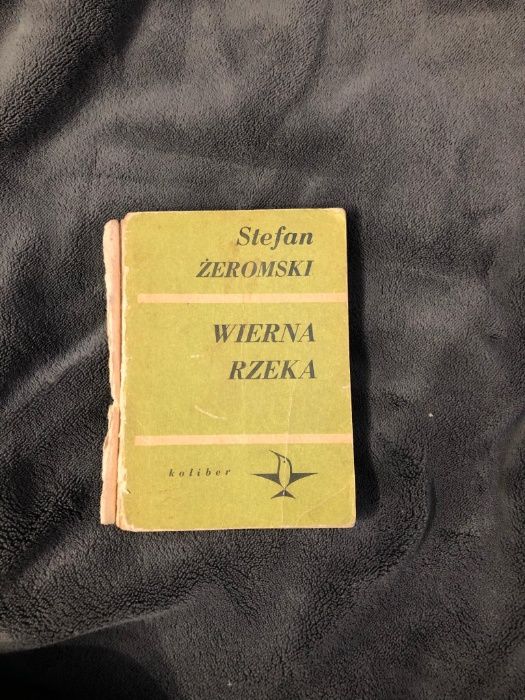 Stefan
ŻEROMSKI
WIERNA
RZEKA
koliber